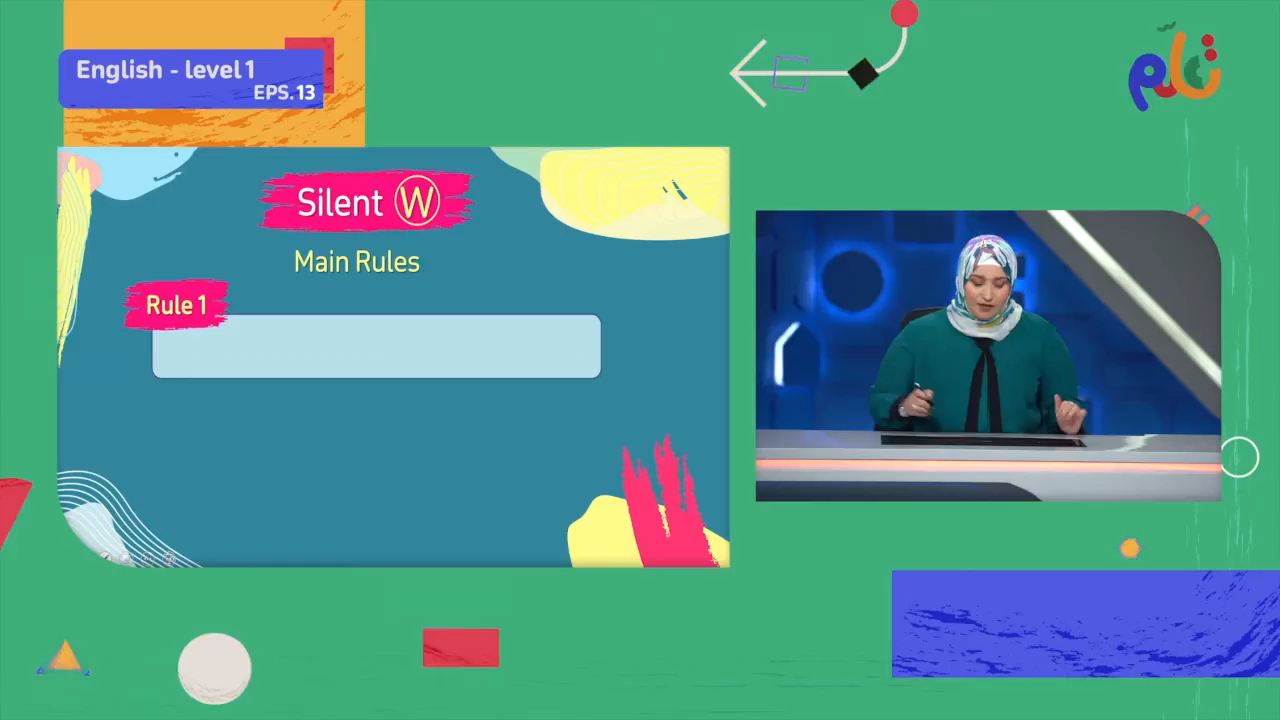 English - level 1
EPS.13
Silent W
Main Rules
Rule 1